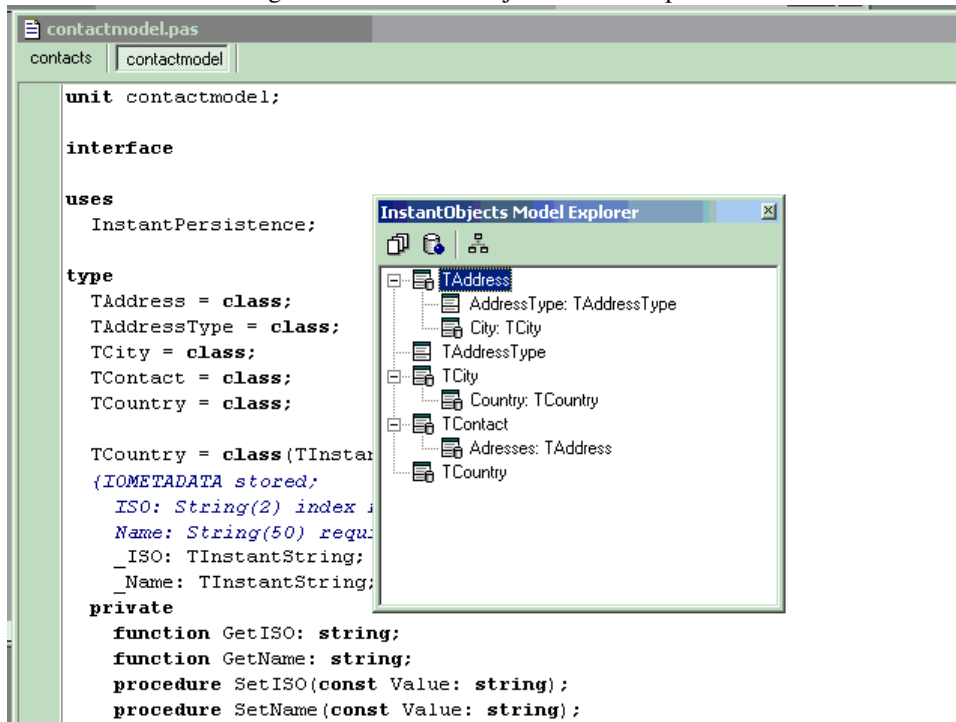 contactmodel.pas
contacts contactmodel
unit contactmodel;
interface
uses
InstantPersistence;
type
TAddress = class;
TAddressType = class;
TCity = class;
TContact = class;
TCountry = class;
TCountry = class(TInstan
{IOMETADATA stored;
ISO: String(2) index
Name: String(50) requi
_ISO: TInstantString;
_Name: TInstantString;
private
function GetISO: string;
function GetName: string;
procedure SetISO(const Value: string);
procedure SetName(const Value: string);
InstantObjects Model Explorer
TAddress
AddressType: TAddressType
City: TCity
TAddressType
TCity
Country: TCountry
TContact
Adresses: TAddress
TCountry